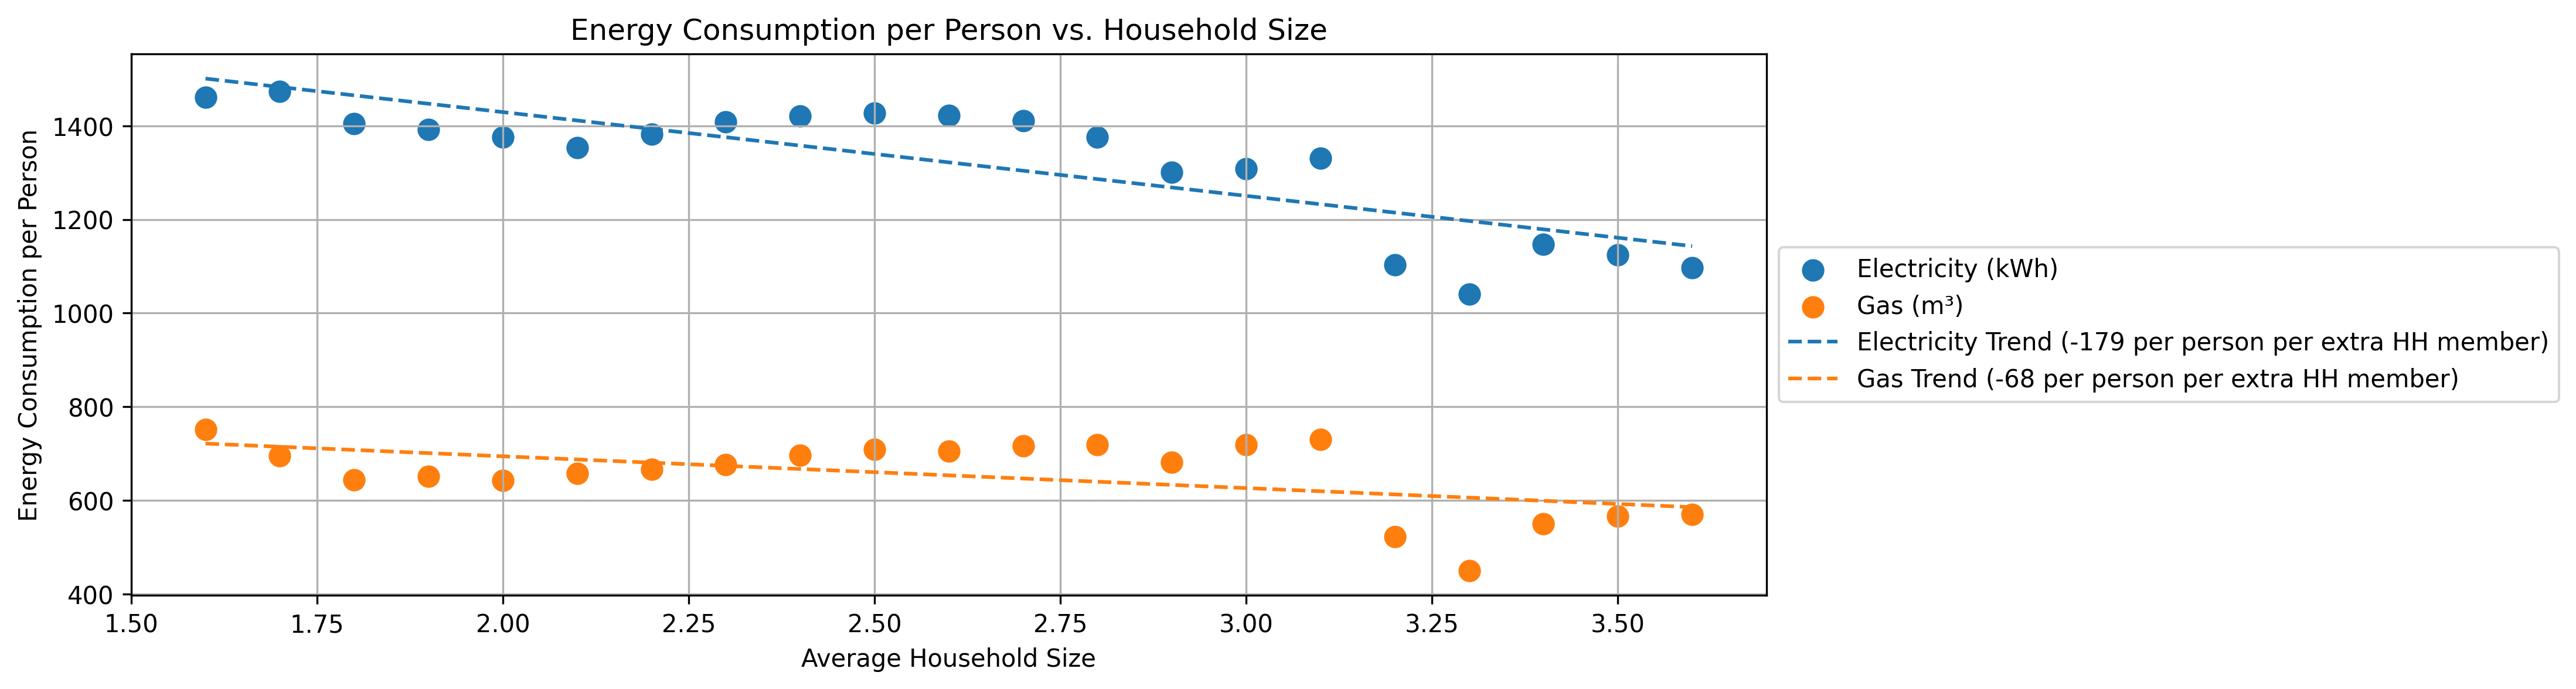 Energy Consumption per Person vs. Household Size
Energy Consumption per Person
1400
1200
1000
800
600
400
1.50 1.75 2.00 2.25 2.50 2.75 3.00 3.25 3.50
Average Household Size
Electricity (kWh)
Gas (m³)
Electricity Trend (-179 per person per extra HH member)
Gas Trend (-68 per person per extra HH member)